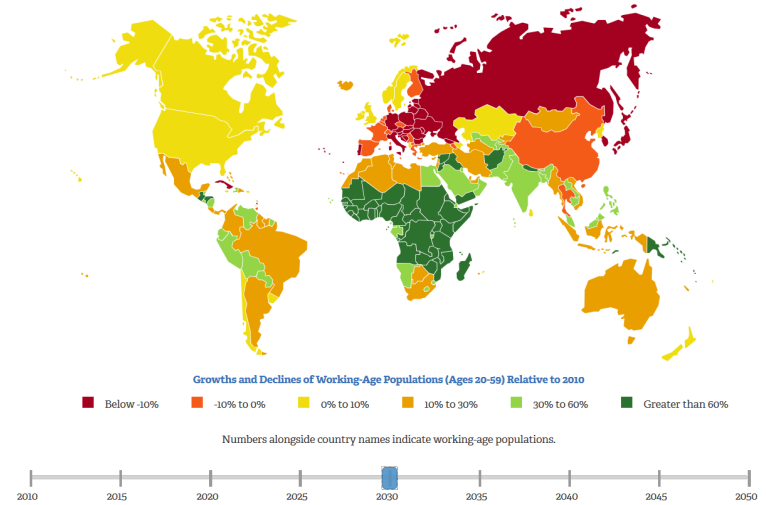 Growths and Declines of Working-Age Populations (Ages 20-59) Relative to 2010
Below -10% -10% to 0% 0% to 10% 10% to 30% 30% to 60% Greater than 60%
Numbers alongside country names indicate working-age populations.
2010 2015 2020 2025 2030 2035 2040 2045 2050